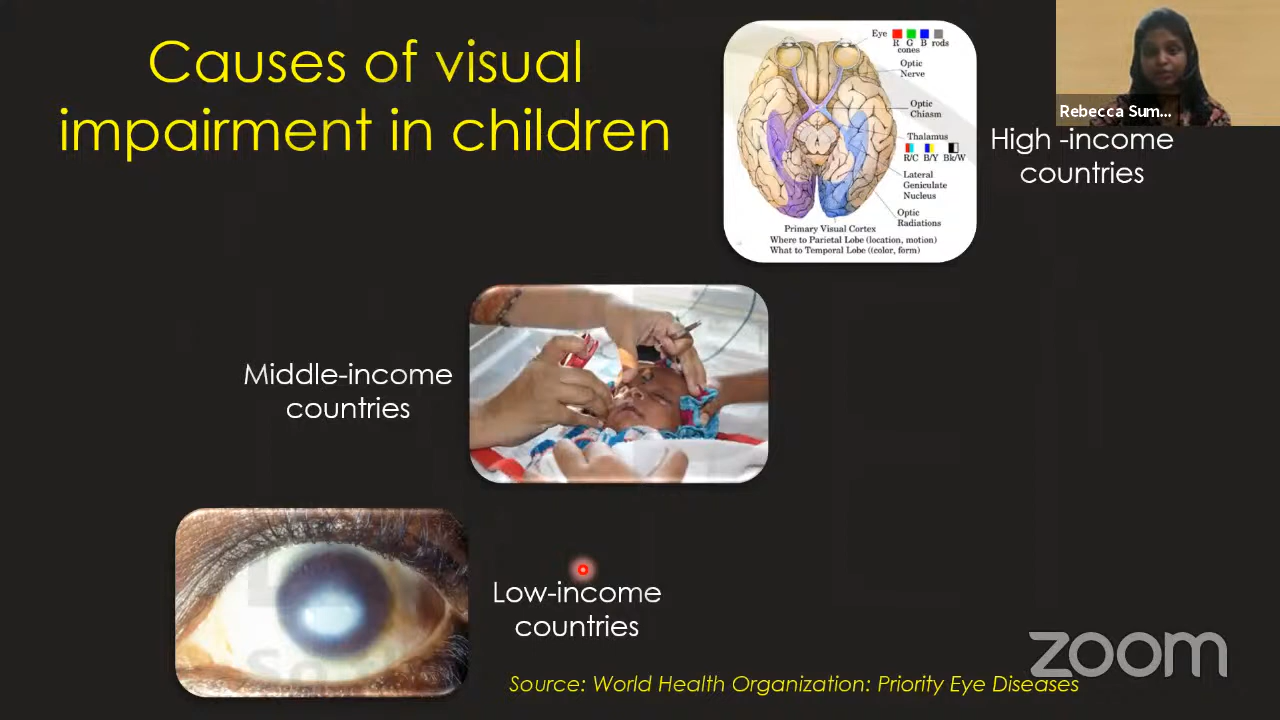 Causes of visual
impairment in children
Eye
R G B rods
cones
Optic
Nerve
Optic
Chiasm
Thalamus
R/C B/Y Bk/W
Lateral
Geniculate
Nucleus
Optic
Radiations
Primary Visual Cortex
Where to Parietal Lobe (location, motion)
What to Temporal Lobe ((color, form)
Rebecca Sum...
High -income
countries
Middle-income
countries
Low-income
countries
zoom
Source: World Health Organization: Priority Eye Diseases